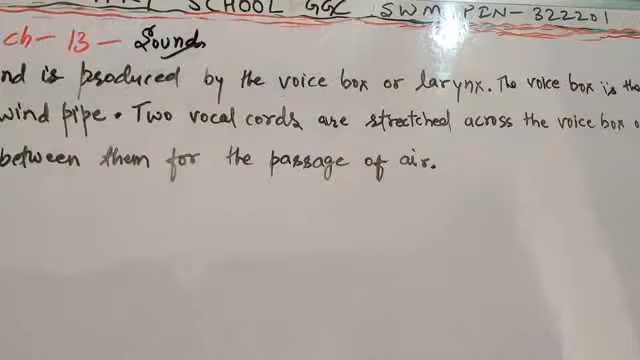 SCHOOL GGC SWM PIN-322201
ch-13- Sound
nd is produced by the voice box or larynx. The voice box is the
wind pipe. Two vocal cords are stretched across the voice box o
between them for the passage of air.